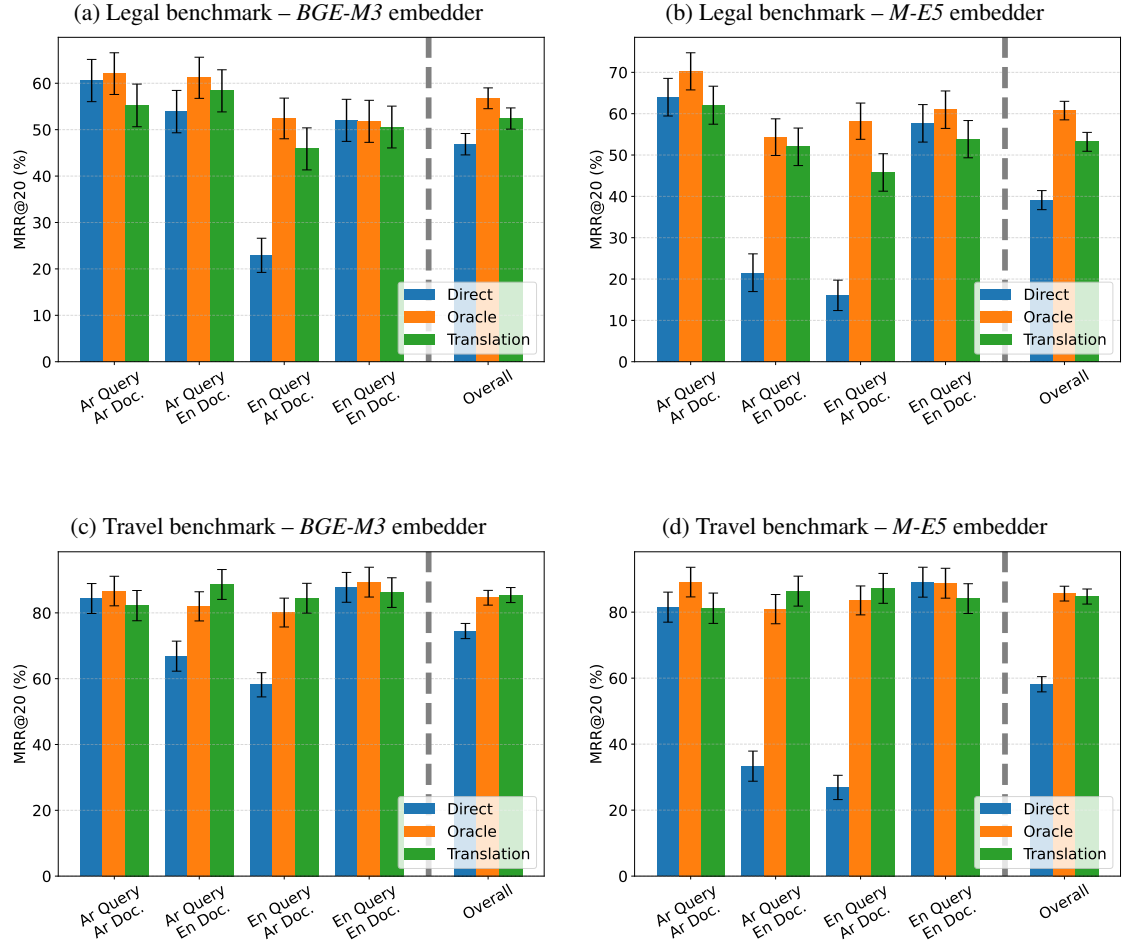 (a) Legal benchmark – BGE-M3 embedder
MRR@20 (%)
60
50
40
30
20
10
0
Direct
Oracle
Translation
Ar Query
Ar Doc.
Ar Query
En Doc.
En Query
Ar Doc.
En Query
En Doc.
Overall
(b) Legal benchmark – M-E5 embedder
MRR@20 (%)
70
60
50
40
30
20
10
0
Direct
Oracle
Translation
Ar Query
Ar Doc.
Ar Query
En Doc.
En Query
Ar Doc.
En Query
En Doc.
Overall
(c) Travel benchmark – BGE-M3 embedder
MRR@20 (%)
80
60
40
20
0
Direct
Oracle
Translation
Ar Query
Ar Doc.
Ar Query
En Doc.
En Query
Ar Doc.
En Query
En Doc.
Overall
(d) Travel benchmark – M-E5 embedder
MRR@20 (%)
80
60
40
20
0
Direct
Oracle
Translation
Ar Query
Ar Doc.
Ar Query
En Doc.
En Query
Ar Doc.
En Query
En Doc.
Overall